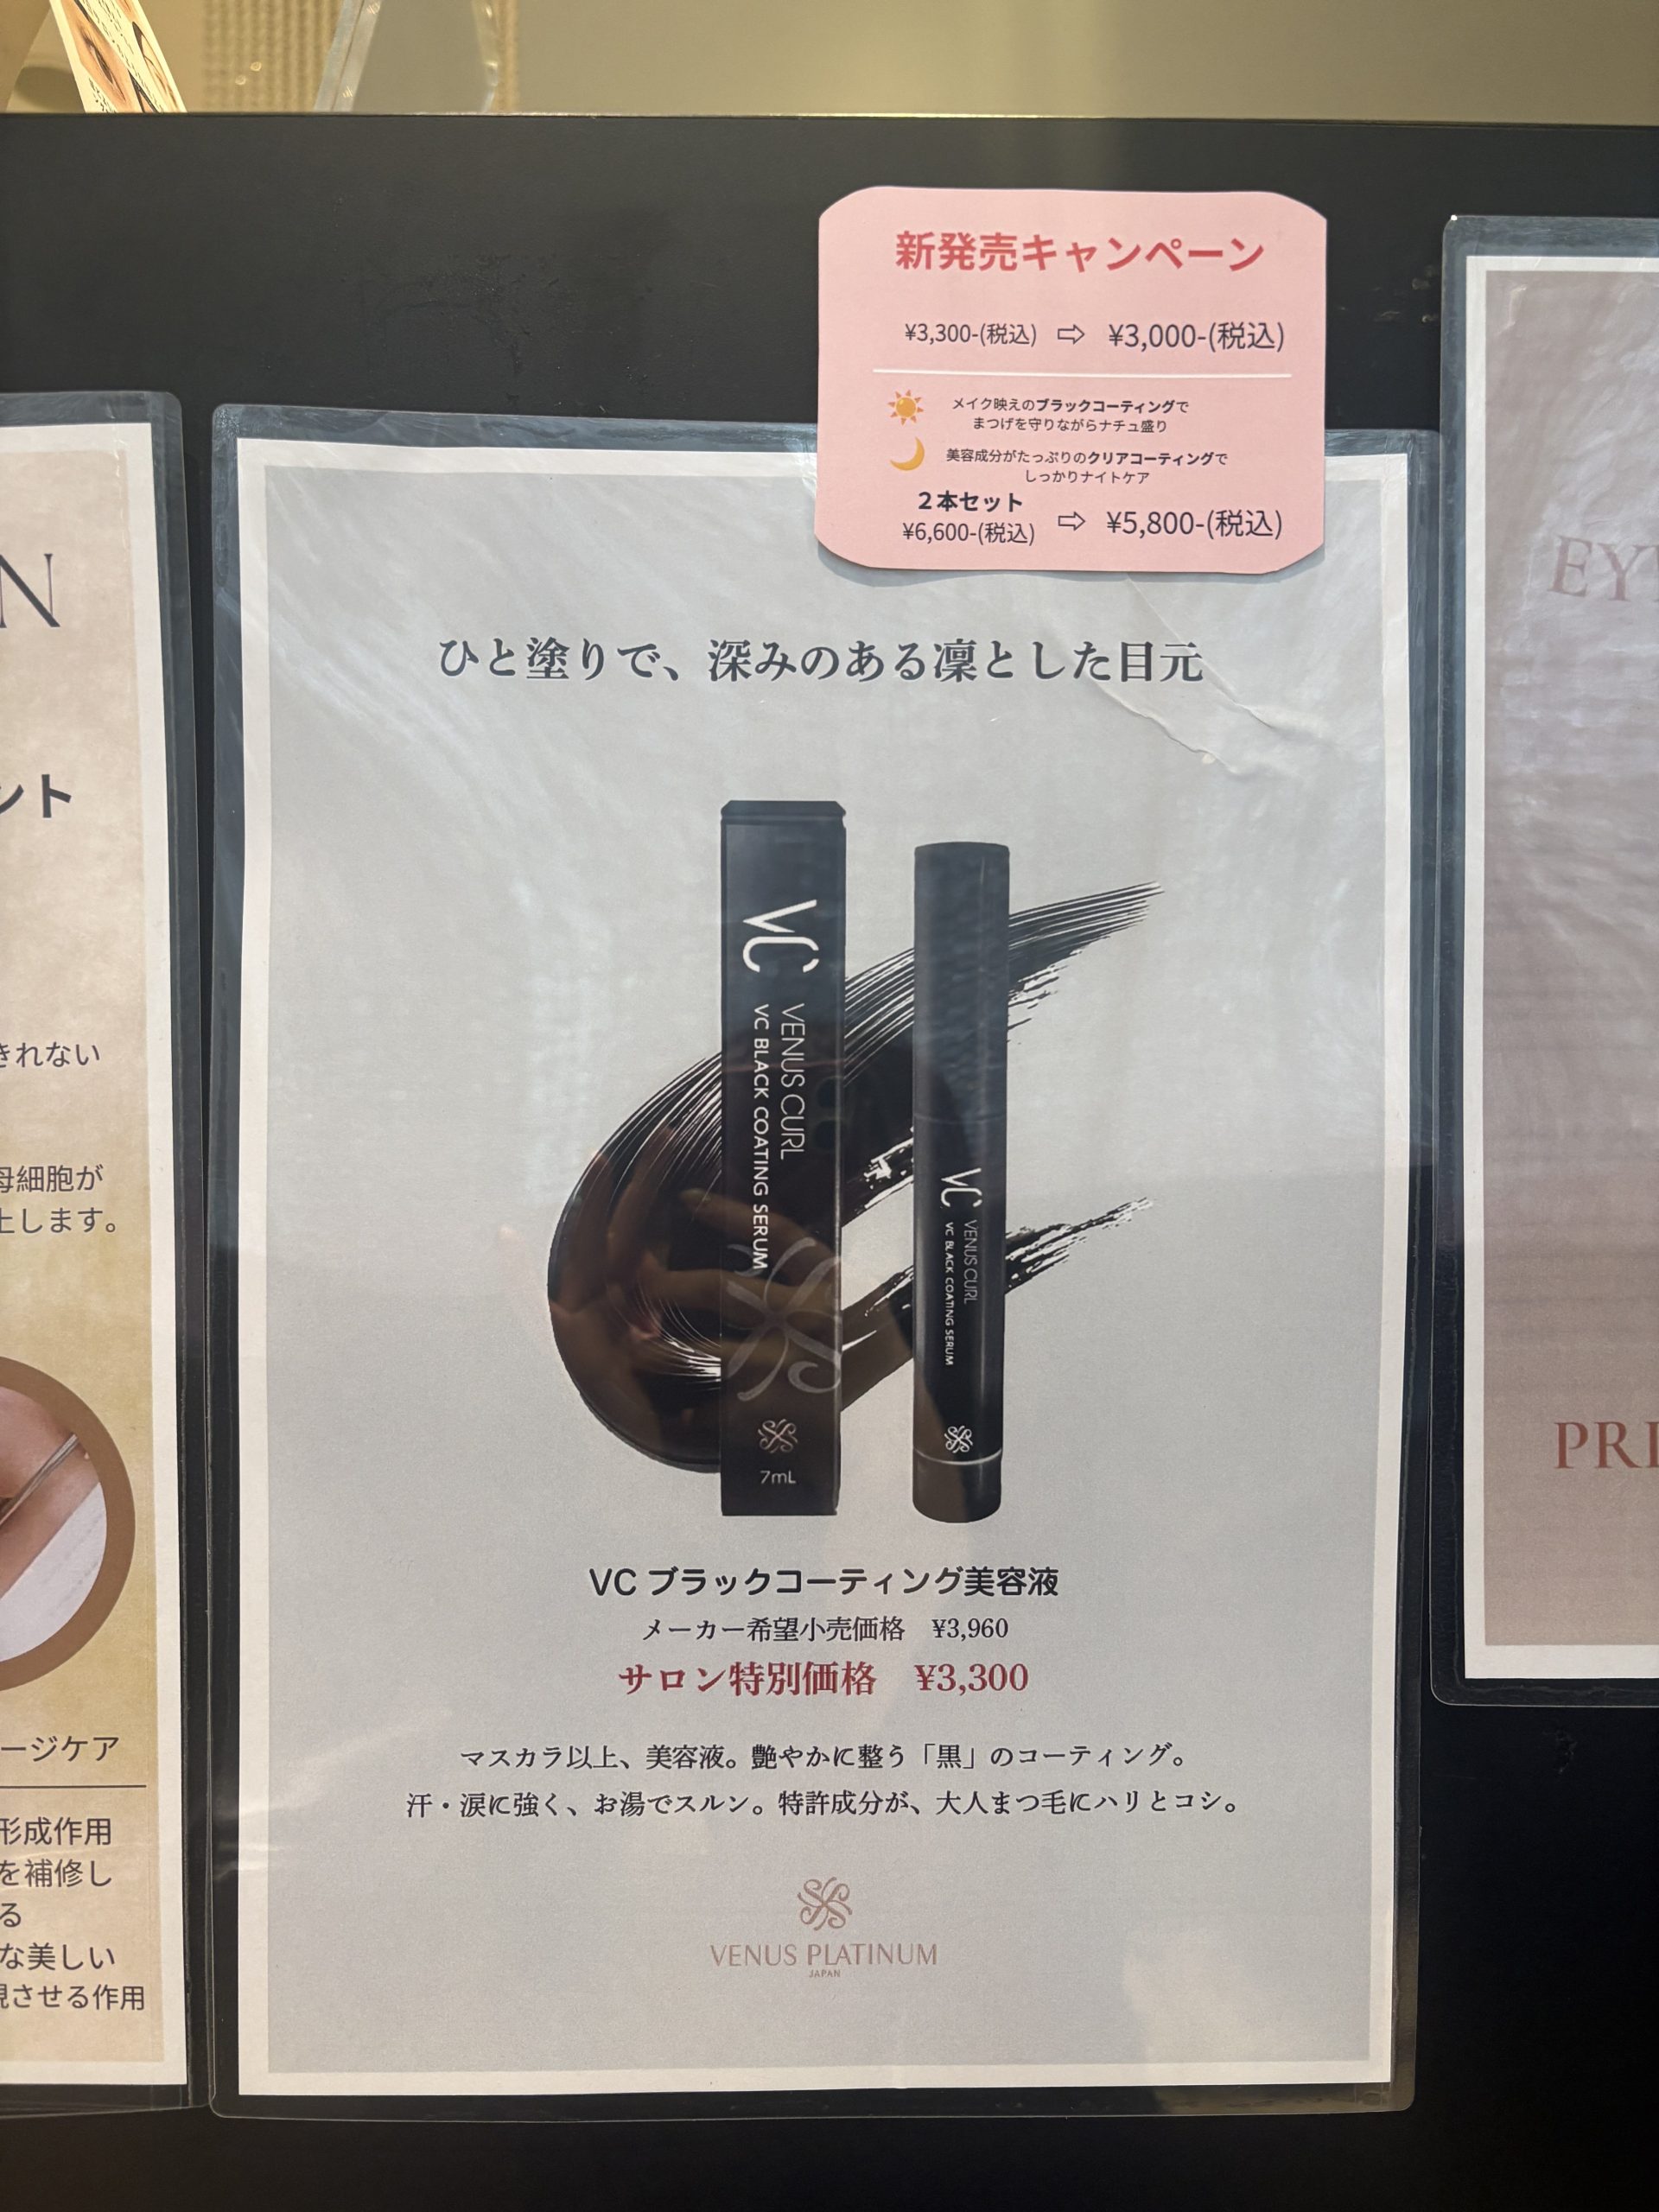 新発売キャンペーン
¥3,300-(税込) ⇨ ¥3,000-(税込)
メイク映えのブラックコーティングで
まつげを守りながらナチュ盛り
美容成分がたっぷりのクリアコーティングで
しっかりナイトケア
2本セット
¥6,600-(税込) ⇨ ¥5,800-(税込)
ひと塗りで、深みのある凜とした目元
VC
VENUS CURL
VC BLACK COATING SERUM
7mL
VC
VENUS CURL
VC BLACK COATING SERUM
VC ブラックコーティング美容液
メーカー希望小売価格 ¥3,960
サロン特別価格 ¥3,300
マスカラ以上、美容液。艶やかに整う「黒」のコーティング。
汗・涙に強く、お湯でスルン。特許成分が、大人まつ毛にハリとコシ。
VENUS PLATINUM
JAPAN
N
ント
きれない
母細胞が
上します。
ージケア
形成作用
を補修し
る
な美しい
現させる作用
EY
PRI